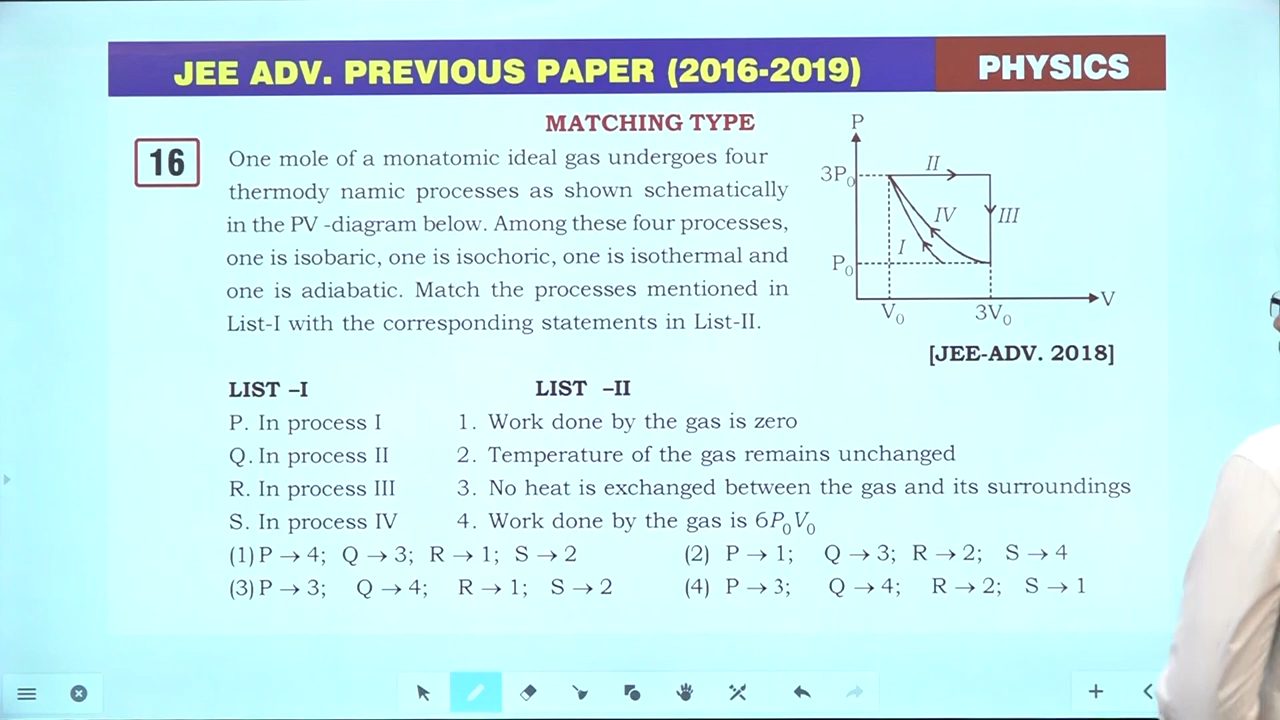 JEE ADV. PREVIOUS PAPER (2016-2019)
PHYSICS
MATCHING TYPE
16
One mole of a monatomic ideal gas undergoes four
thermody namic processes as shown schematically
in the PV -diagram below. Among these four processes,
one is isobaric, one is isochoric, one is isothermal and
one is adiabatic. Match the processes mentioned in
List-I with the corresponding statements in List-II.
P
3P₀
II
IV
III
I
P₀
V
V₀
3V₀
[JEE-ADV. 2018]
LIST –I LIST –II
P. In process I 1. Work done by the gas is zero
Q. In process II 2. Temperature of the gas remains unchanged
R. In process III 3. No heat is exchanged between the gas and its surroundings
S. In process IV 4. Work done by the gas is 6P₀V₀
(1) P → 4; Q → 3; R → 1; S → 2 (2) P → 1; Q → 3; R → 2; S → 4
(3) P → 3; Q → 4; R → 1; S → 2 (4) P → 3; Q → 4; R → 2; S → 1